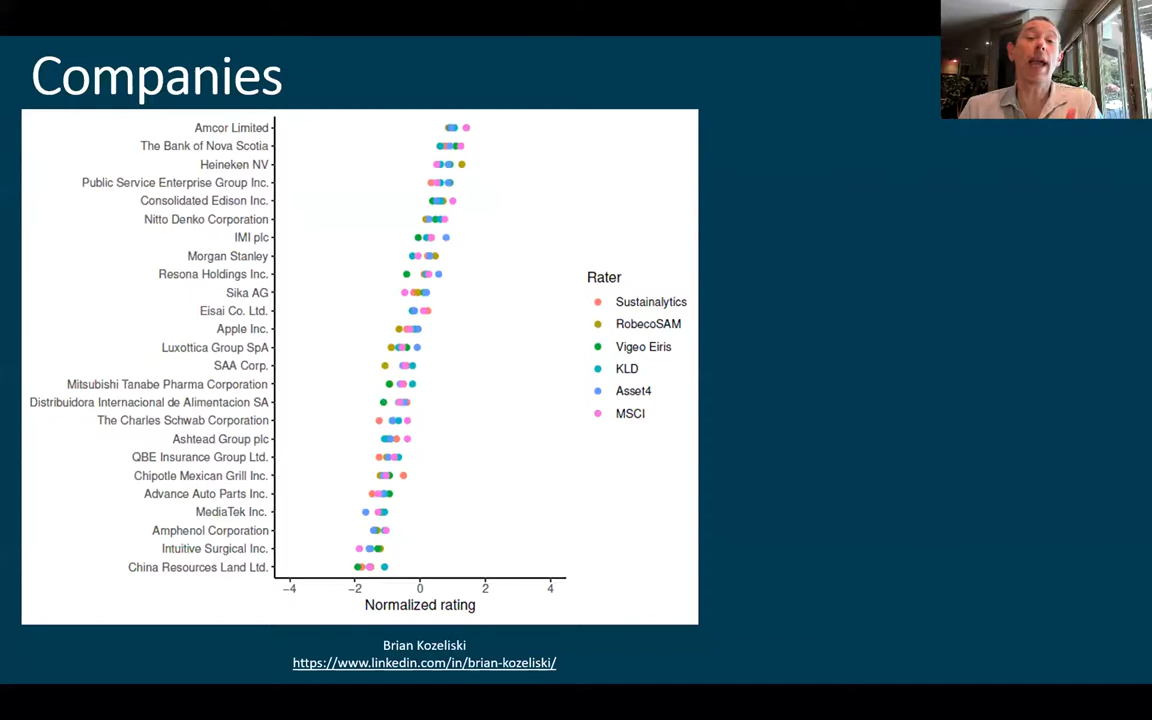 Companies
Amcor Limited
The Bank of Nova Scotia
Heineken NV
Public Service Enterprise Group Inc.
Consolidated Edison Inc.
Nitto Denko Corporation
IMI plc
Morgan Stanley
Resona Holdings Inc.
Sika AG
Eisai Co. Ltd.
Apple Inc.
Luxottica Group SpA
SAA Corp.
Mitsubishi Tanabe Pharma Corporation
Distribuidora Internacional de Alimentacion SA
The Charles Schwab Corporation
Ashtead Group plc
QBE Insurance Group Ltd.
Chipotle Mexican Grill Inc.
Advance Auto Parts Inc.
MediaTek Inc.
Amphenol Corporation
Intuitive Surgical Inc.
China Resources Land Ltd.
−4 −2 0 2 4
Normalized rating
Rater
Sustainalytics
RobecoSAM
Vigeo Eiris
KLD
Asset4
MSCI
Brian Kozeliski
https://www.linkedin.com/in/brian-kozeliski/